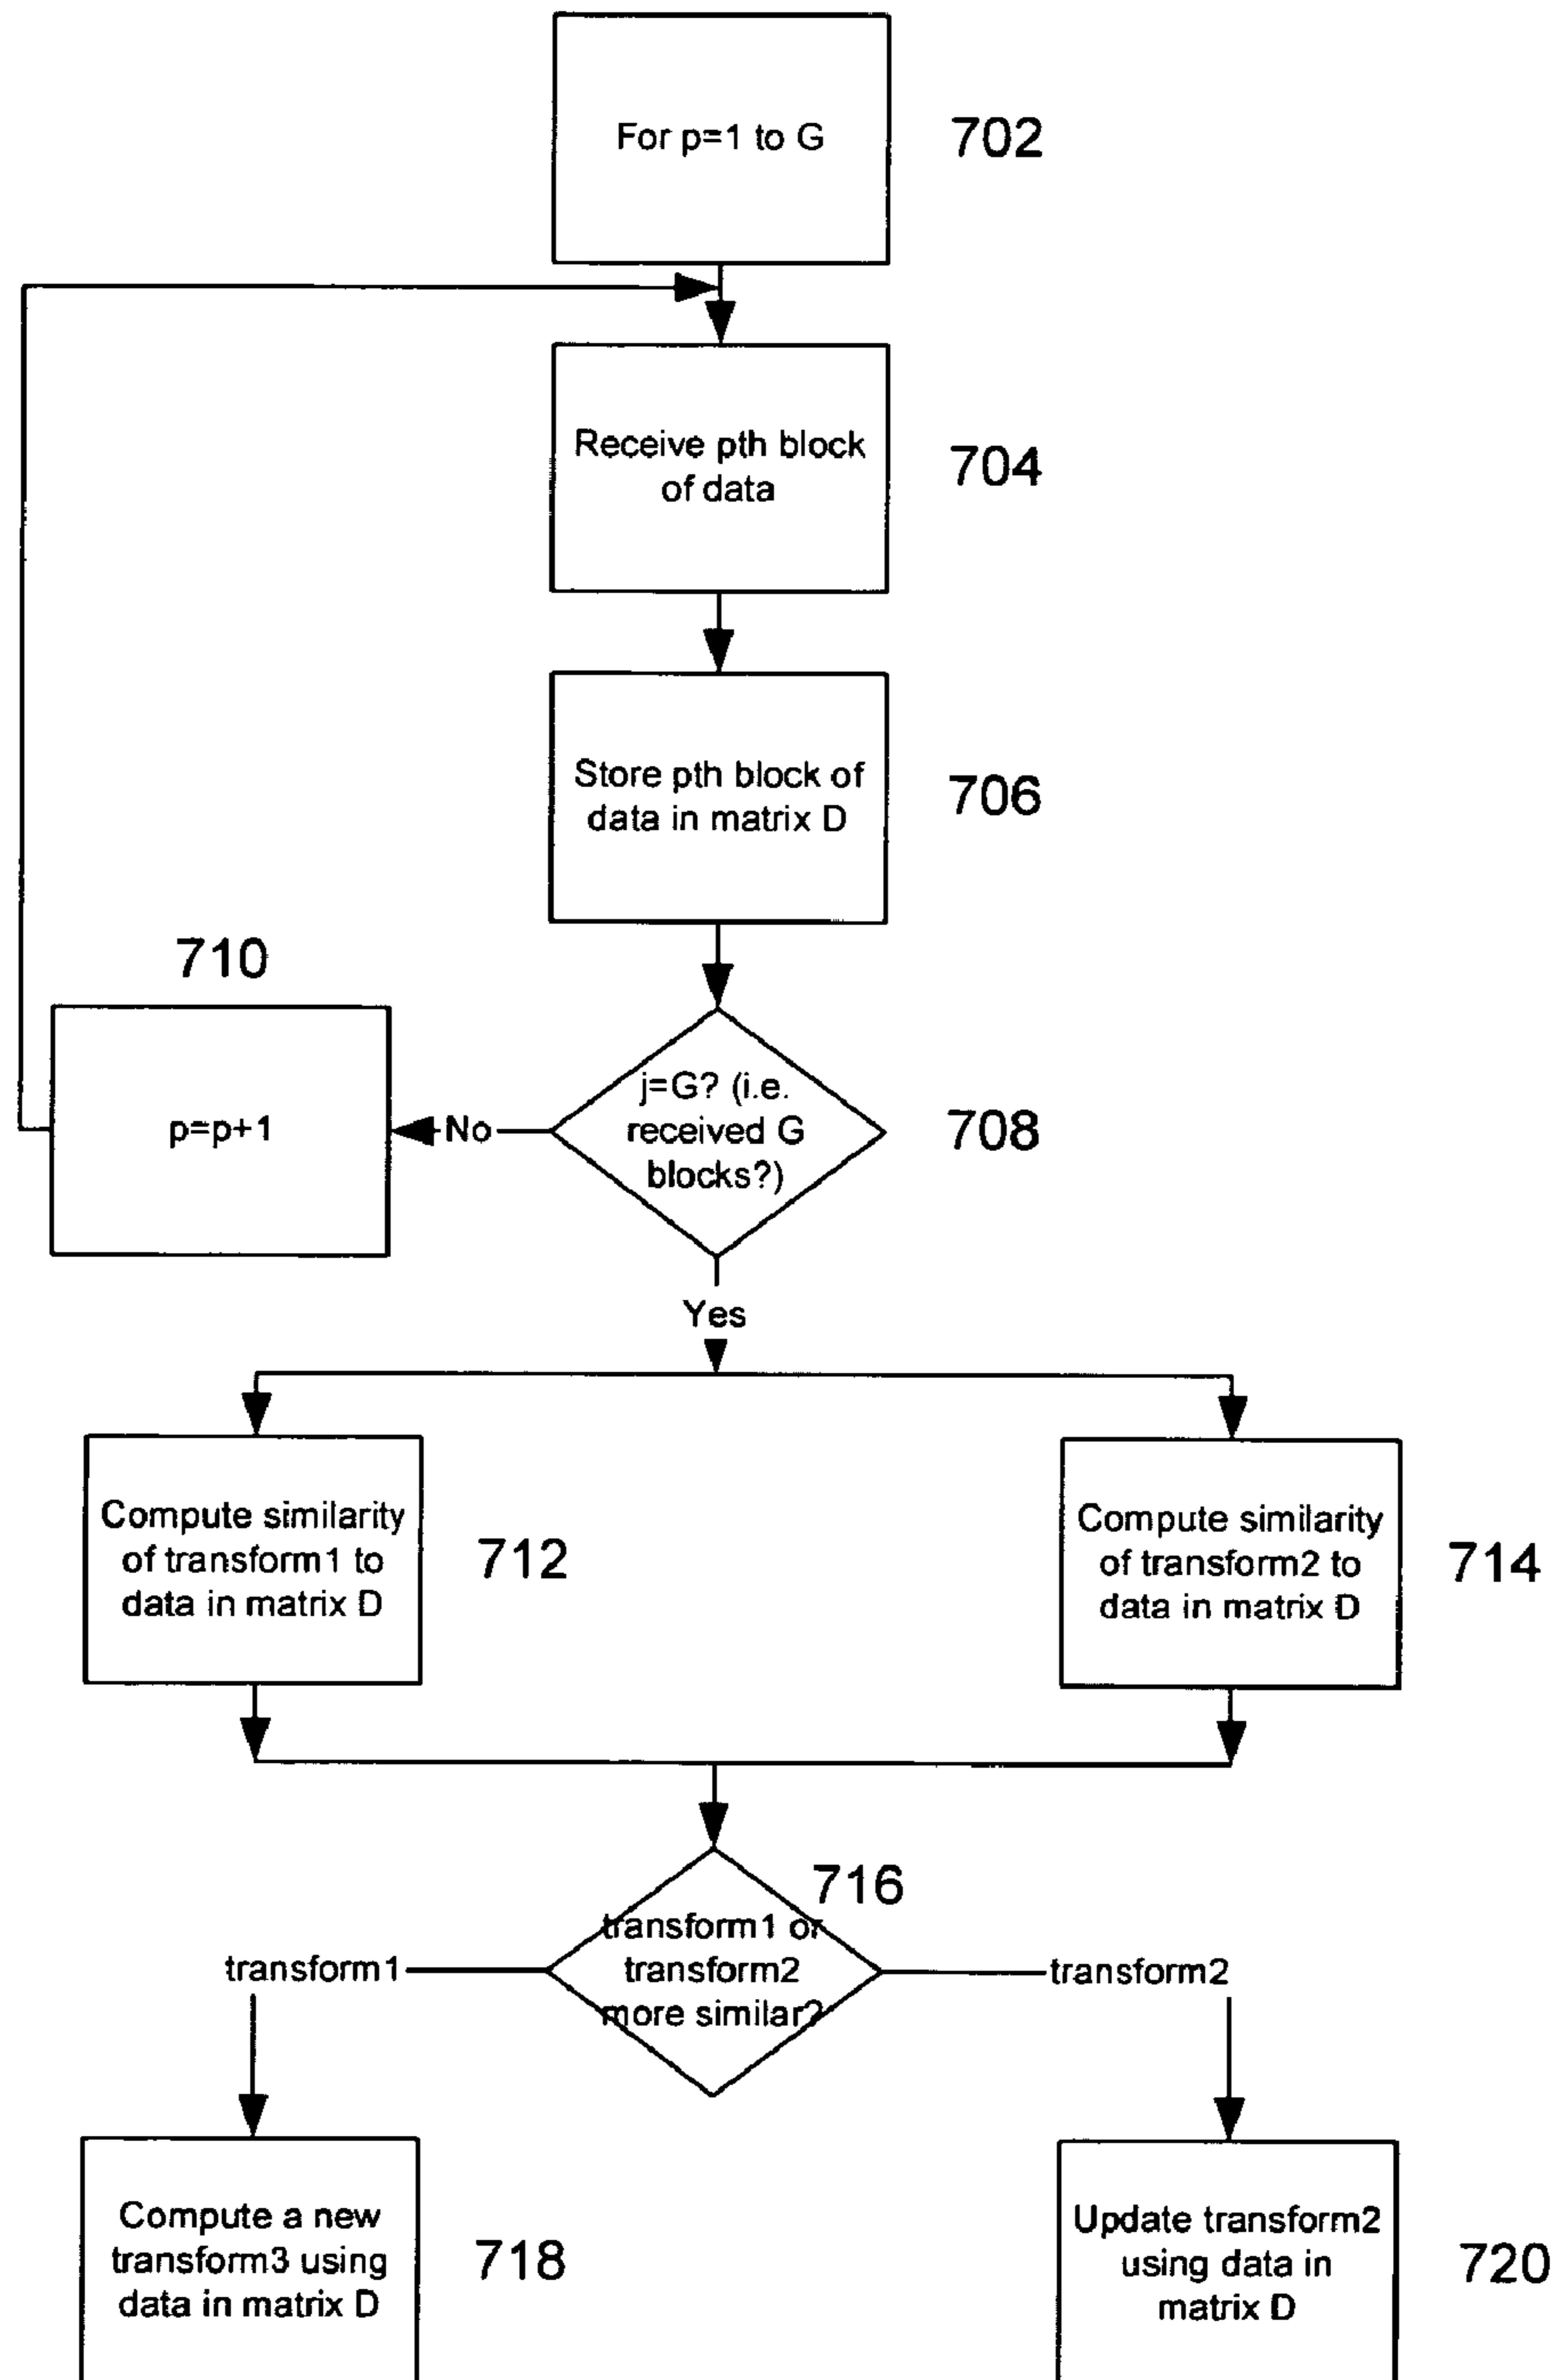 For p=1 to G
702
Receive pth block
of data
704
Store pth block of
data in matrix D
706
710
p=p+1
No
j=G? (i.e.
received G
blocks?)
708
Yes
Compute similarity
of transform1 to
data in matrix D
712
Compute similarity
of transform2 to
data in matrix D
714
716
transform1
transform1 or
transform2
more similar?
transform2
Compute a new
transform3 using
data in matrix D
718
Update transform2
using data in
matrix D
720